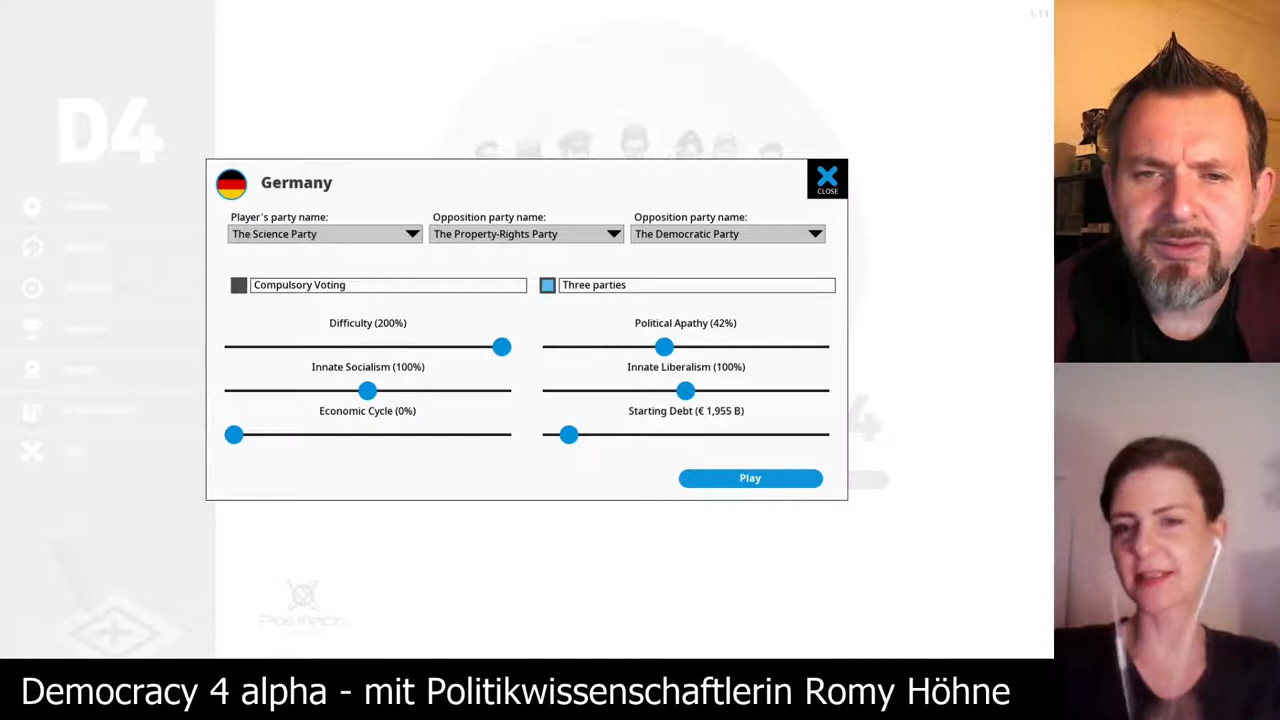 1.11
D4
Germany
CLOSE
Player's party name:
Opposition party name:
Opposition party name:
The Science Party
The Property-Rights Party
The Democratic Party
Compulsory Voting
Three parties
Difficulty (200%)
Political Apathy (42%)
Innate Socialism (100%)
Innate Liberalism (100%)
Economic Cycle (0%)
Starting Debt (€ 1,955 B)
Play
Democracy 4 alpha - mit Politikwissenschaftlerin Romy Höhne